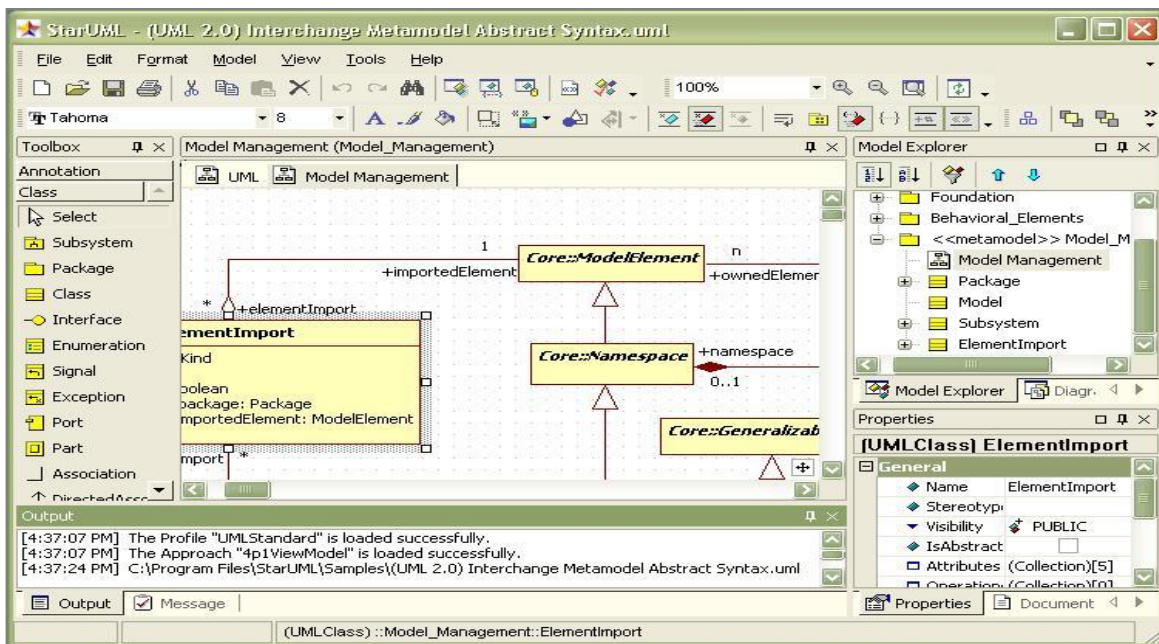 StarUML - (UML 2.0) Interchange Metamodel Abstract Syntax.uml
File Edit Format Model View Tools Help
100%
Tahoma 8
Toolbox
Annotation
Class
Select
Subsystem
Package
Class
Interface
Enumeration
Signal
Exception
Port
Part
Association
DirectedAssc
Model Management (Model_Management)
UML Model Management
1
Core::ModelElement
n
+importedElement
+ownedElemer
*
+elementImport
ementImport
Kind
oolean
package: Package
mportedElement: ModelElement
mport *
Core::Namespace
+namespace
0..1
Core::Generalizab
Model Explorer
Foundation
Behavioral_Elements
<<metamodel>> Model_M
Model Management
Package
Model
Subsystem
ElementImport
Model Explorer Diagr.
Properties
(UMLClass) ElementImport
General
Name ElementImport
Stereotyp
Visibility PUBLIC
IsAbstract
Attributes (Collection)[5]
Operation (Collection)[0]
Properties Document
Output
[4:37:07 PM] The Profile "UMLStandard" is loaded successfully.
[4:37:07 PM] The Approach "4p1ViewModel" is loaded successfully.
[4:37:24 PM] C:\Program Files\StarUML\Samples\(UML 2.0) Interchange Metamodel Abstract Syntax.uml
Output Message
(UMLClass) ::Model_Management::ElementImport